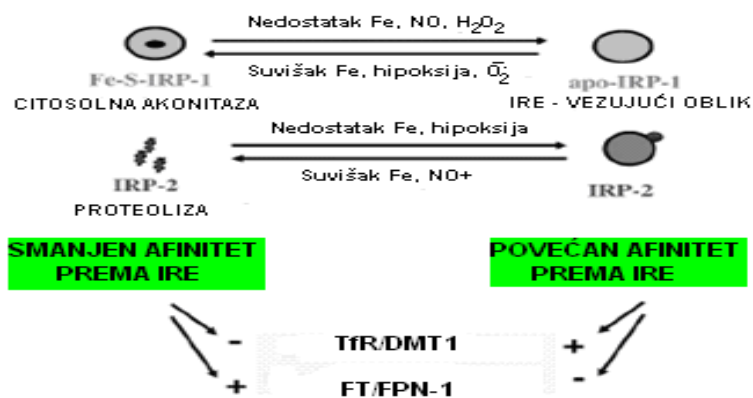 Nedostatak Fe, NO, H2O2
Suvišak Fe, hipoksija, O2-
Fe-S-IRP-1
apo-IRP-1
CITOSOLNA AKONITAZA
IRE - VEZUJUĆI OBLIK
Nedostatak Fe, hipoksija
Suvišak Fe, NO+
IRP-2
IRP-2
PROTEOLIZA
SMANJEN AFINITET
PREMA IRE
POVEĆAN AFINITET
PREMA IRE
- TfR/DMT1 +
+ FT/FPN-1 -